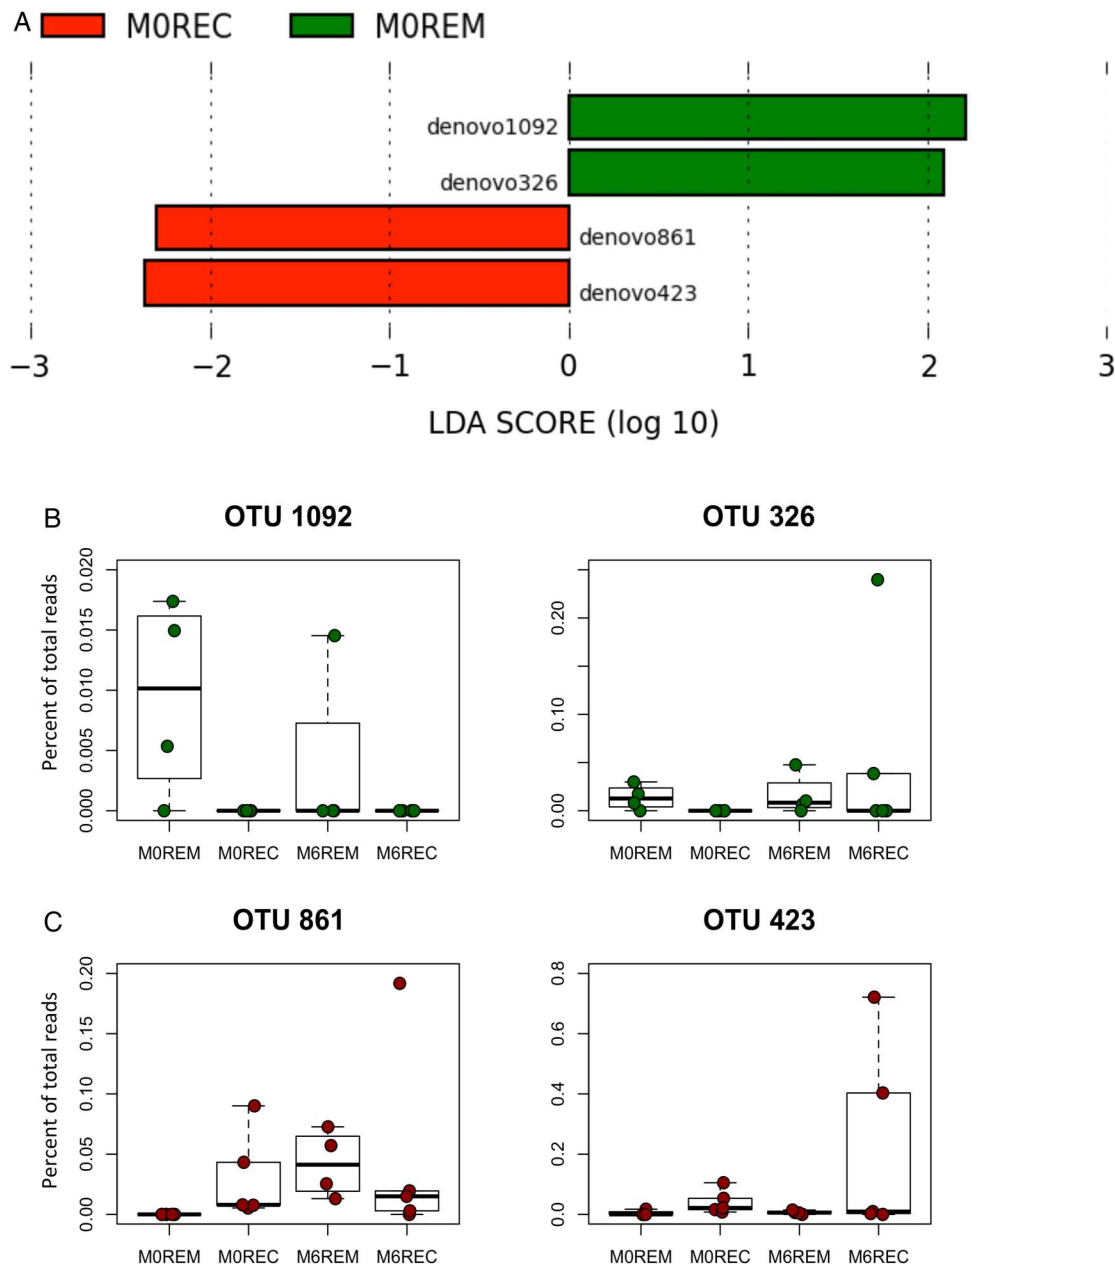 A M0REC M0REM
denovo1092
denovo326
denovo861
denovo423
−3 −2 −1 0 1 2 3
LDA SCORE (log 10)
B OTU 1092 OTU 326
Percent of total reads
0.020
0.015
0.010
0.005
0.000
M0REM M0REC M6REM M6REC
0.20
0.10
0.00
M0REM M0REC M6REM M6REC
C OTU 861 OTU 423
Percent of total reads
0.20
0.15
0.10
0.05
0.00
M0REM M0REC M6REM M6REC
0.8
0.6
0.4
0.2
0.0
M0REM M0REC M6REM M6REC